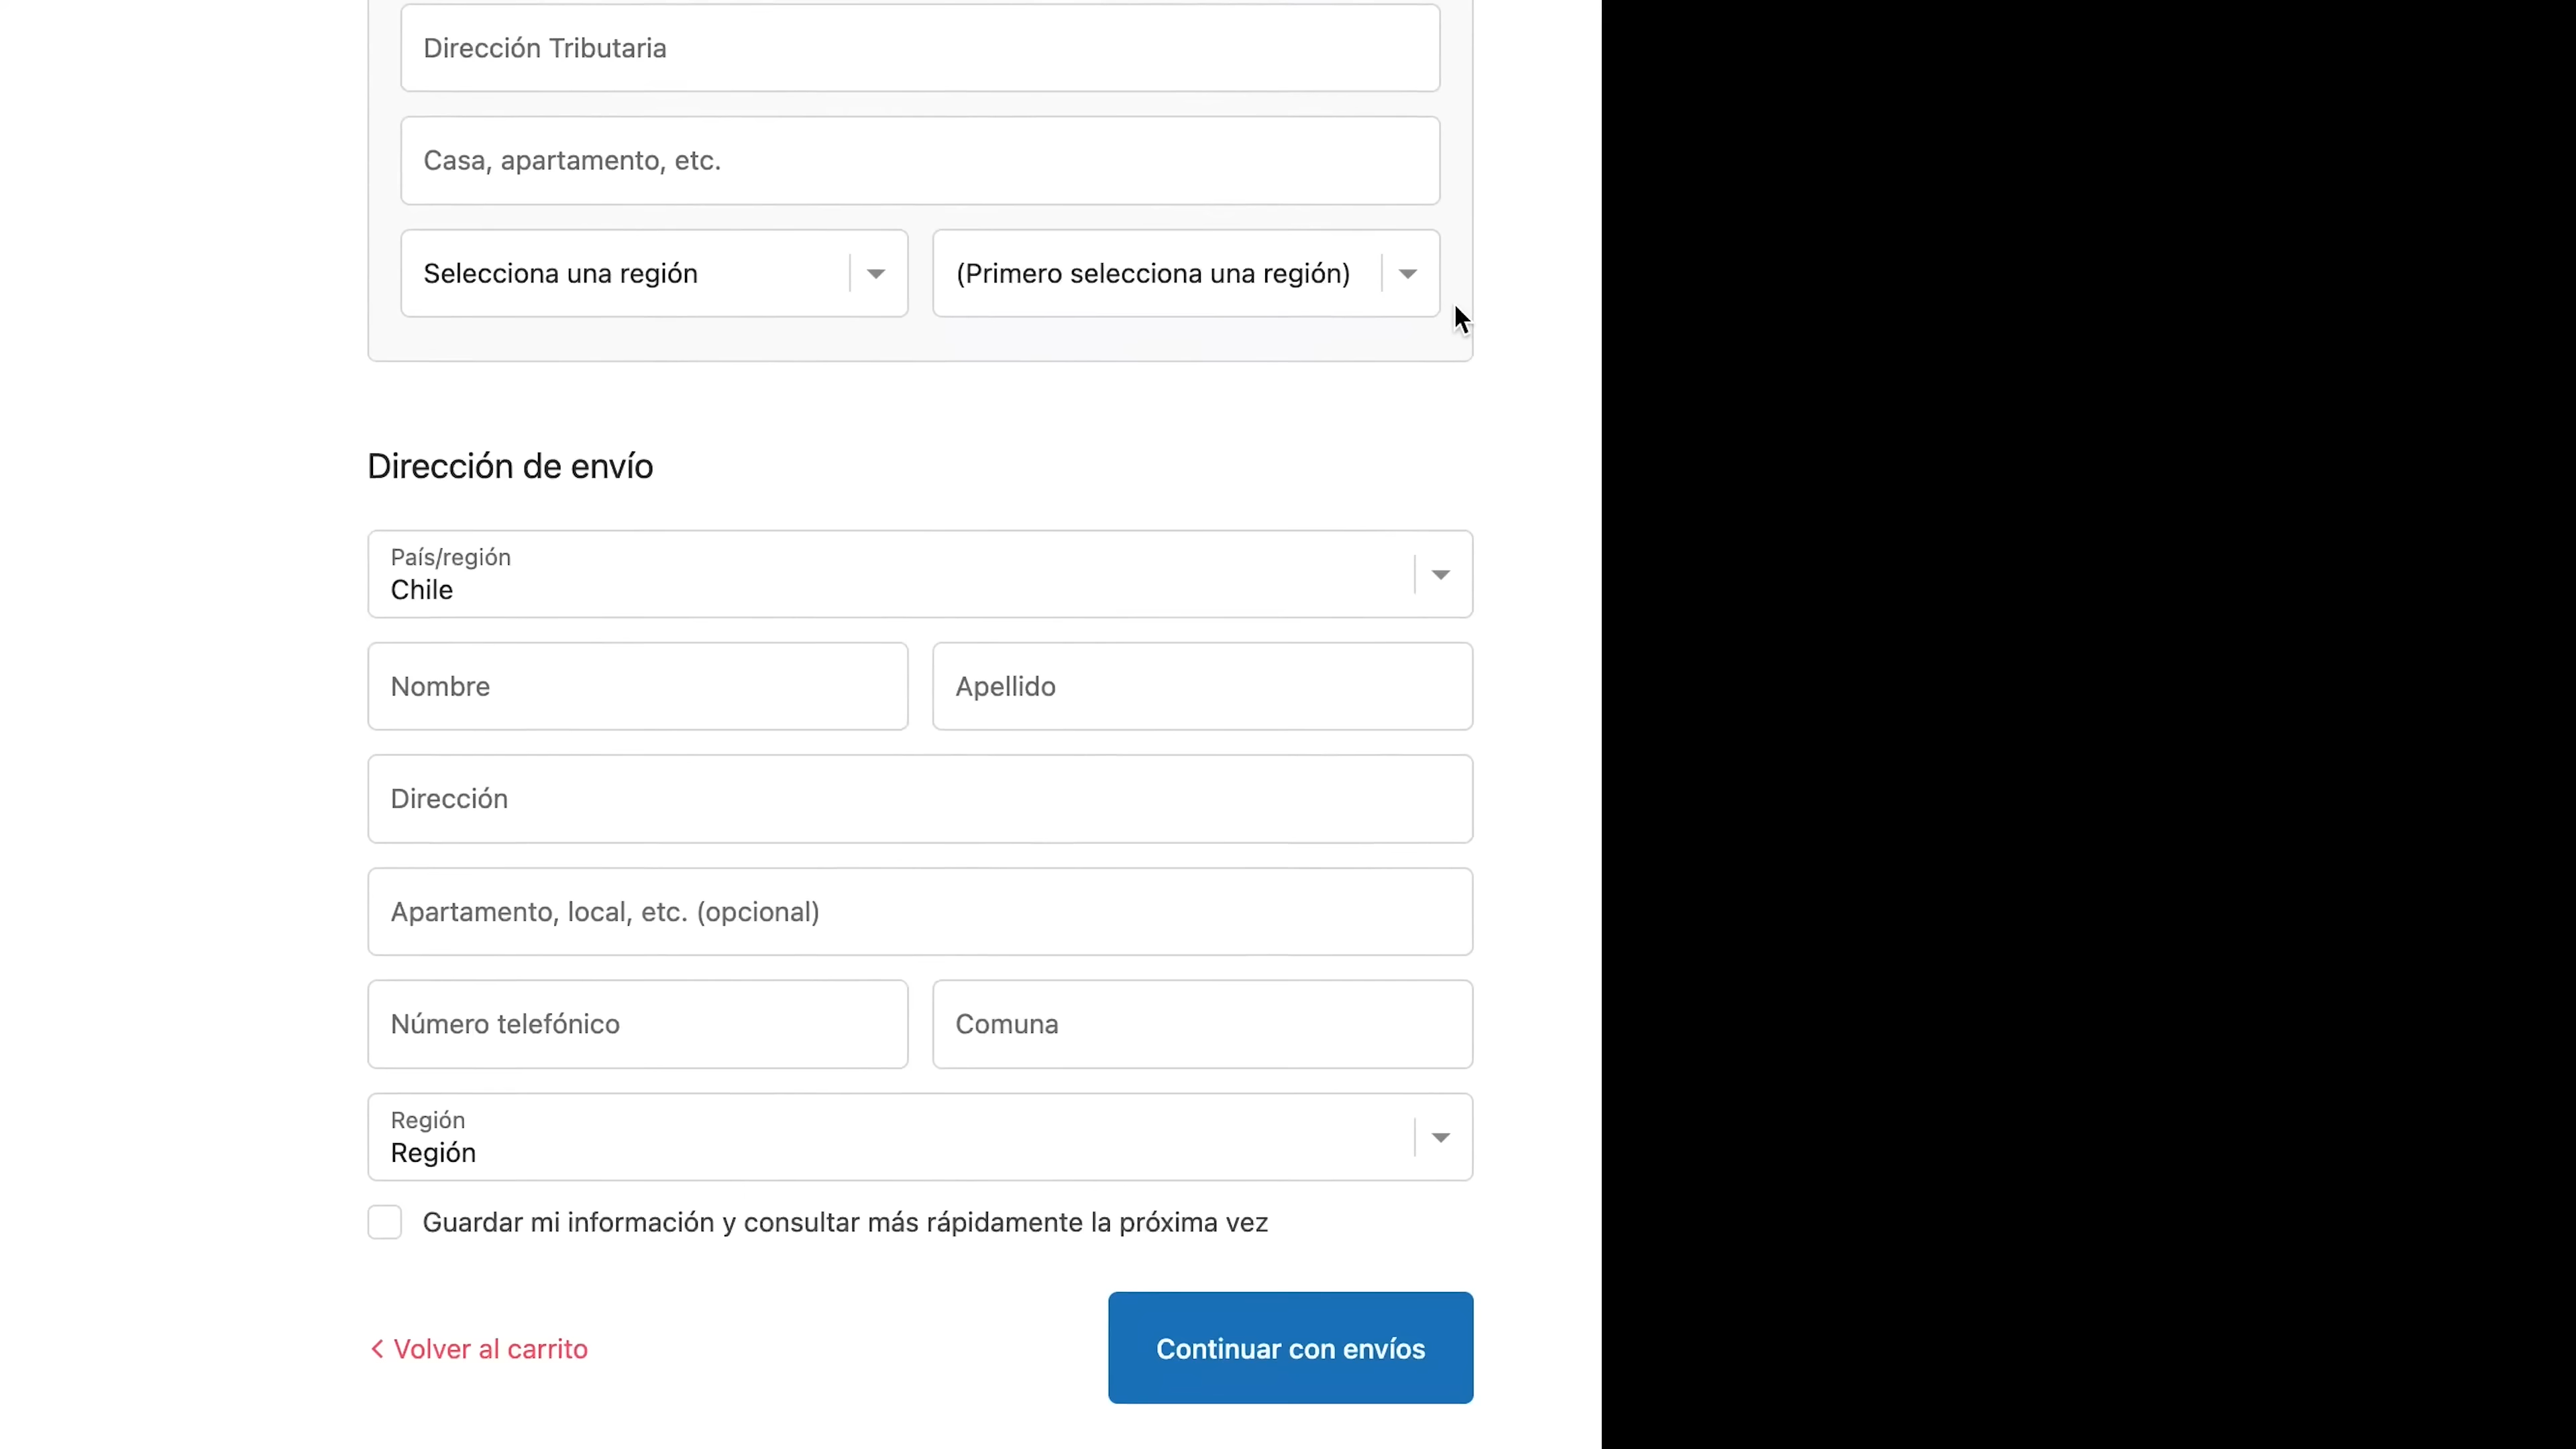 Dirección Tributaria
Casa, apartamento, etc.
Selecciona una región
(Primero selecciona una región)
Dirección de envío
País/región
Chile
Nombre
Apellido
Dirección
Apartamento, local, etc. (opcional)
Número telefónico
Comuna
Región
Región
Guardar mi información y consultar más rápidamente la próxima vez
Volver al carrito
Continuar con envíos